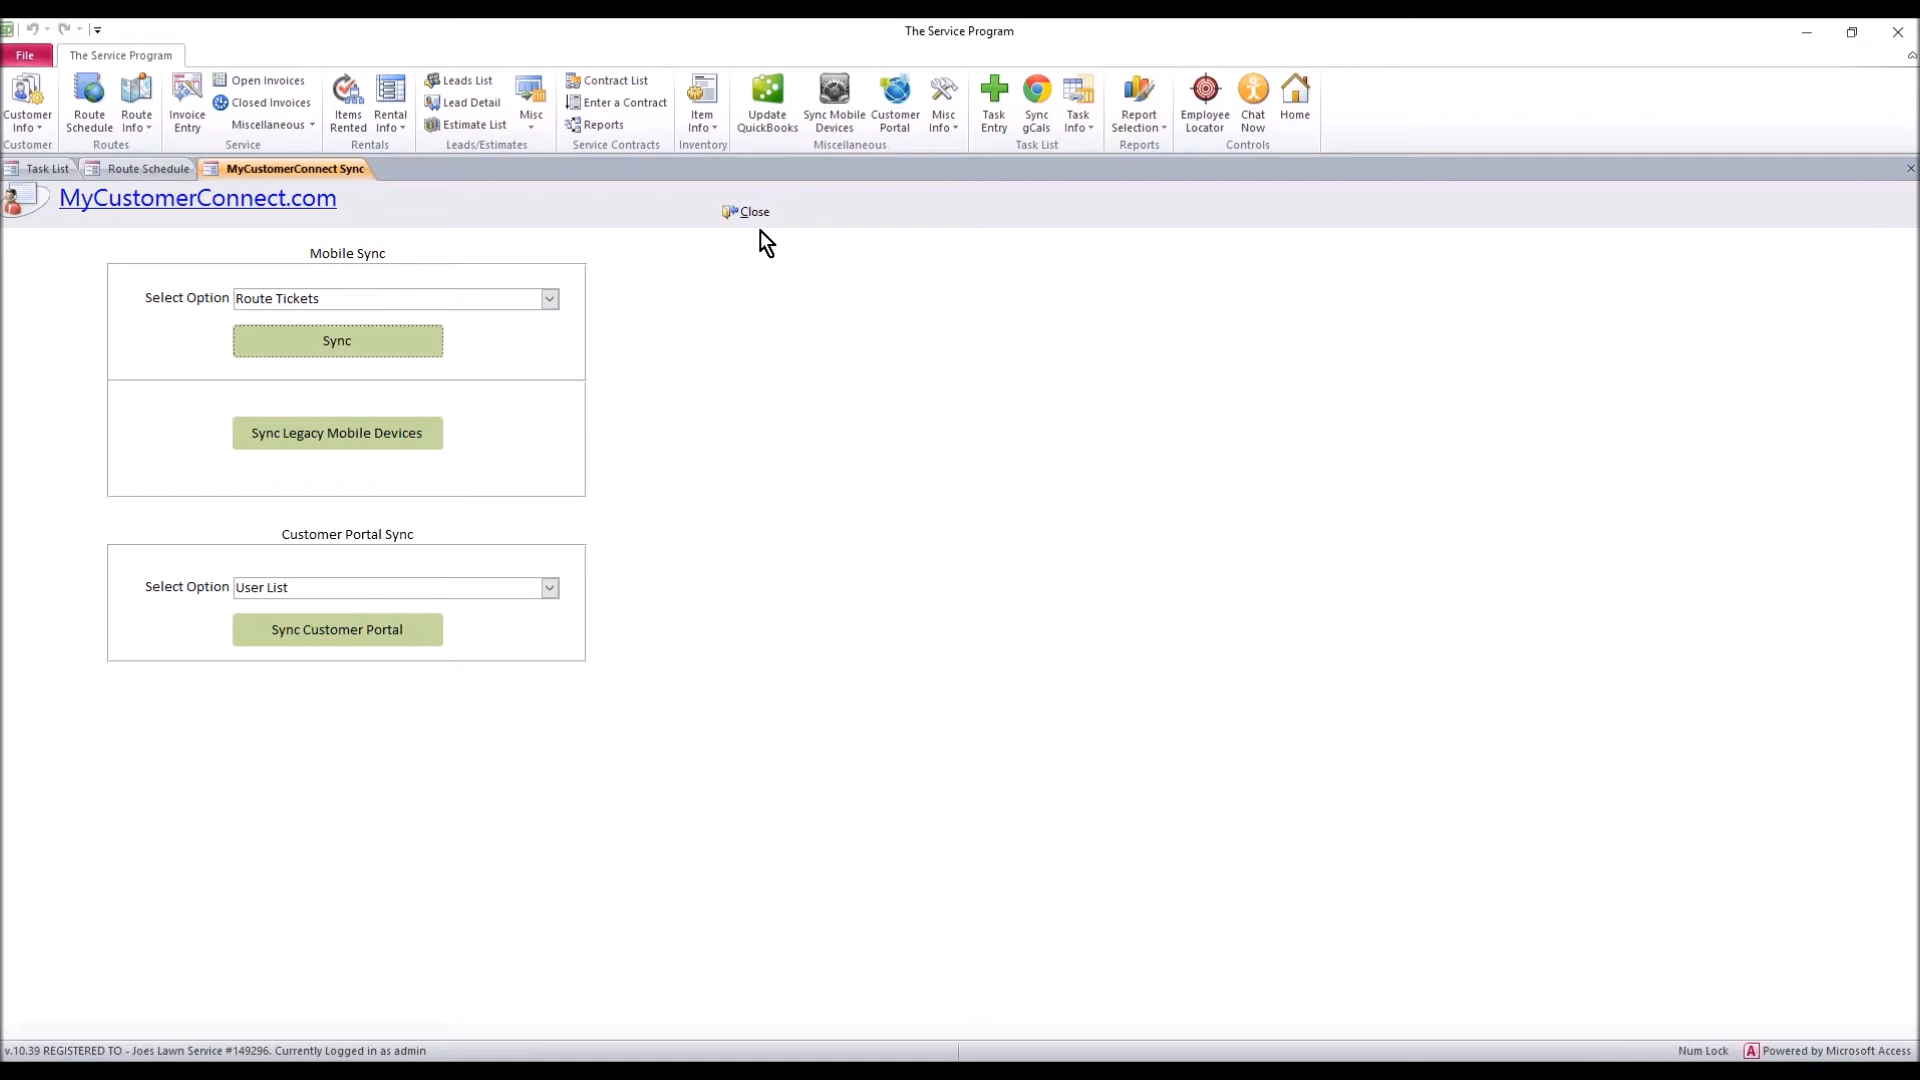 The Service Program
File
The Service Program
Customer Info
Route Schedule
Route Info
Invoice Entry
Open Invoices
Closed Invoices
Miscellaneous
Items Rented
Rental Info
Leads List
Lead Detail
Estimate List
Misc
Contract List
Enter a Contract
Reports
Item Info
Update QuickBooks
Sync Mobile Devices
Customer Portal
Misc Info
Task Entry
Sync gCals
Task Info
Report Selection
Employee Locator
Chat Now
Home
Customer
Routes
Service
Rentals
Leads/Estimates
Service Contracts
Inventory
Miscellaneous
Task List
Reports
Controls
Task List
Route Schedule
MyCustomerConnect Sync
MyCustomerConnect.com
Close
Mobile Sync
Select Option Route Tickets
Sync
Sync Legacy Mobile Devices
Customer Portal Sync
Select Option User List
Sync Customer Portal
v.10.39 REGISTERED TO - Joes Lawn Service #149296. Currently Logged in as admin
Num Lock
Powered by Microsoft Access